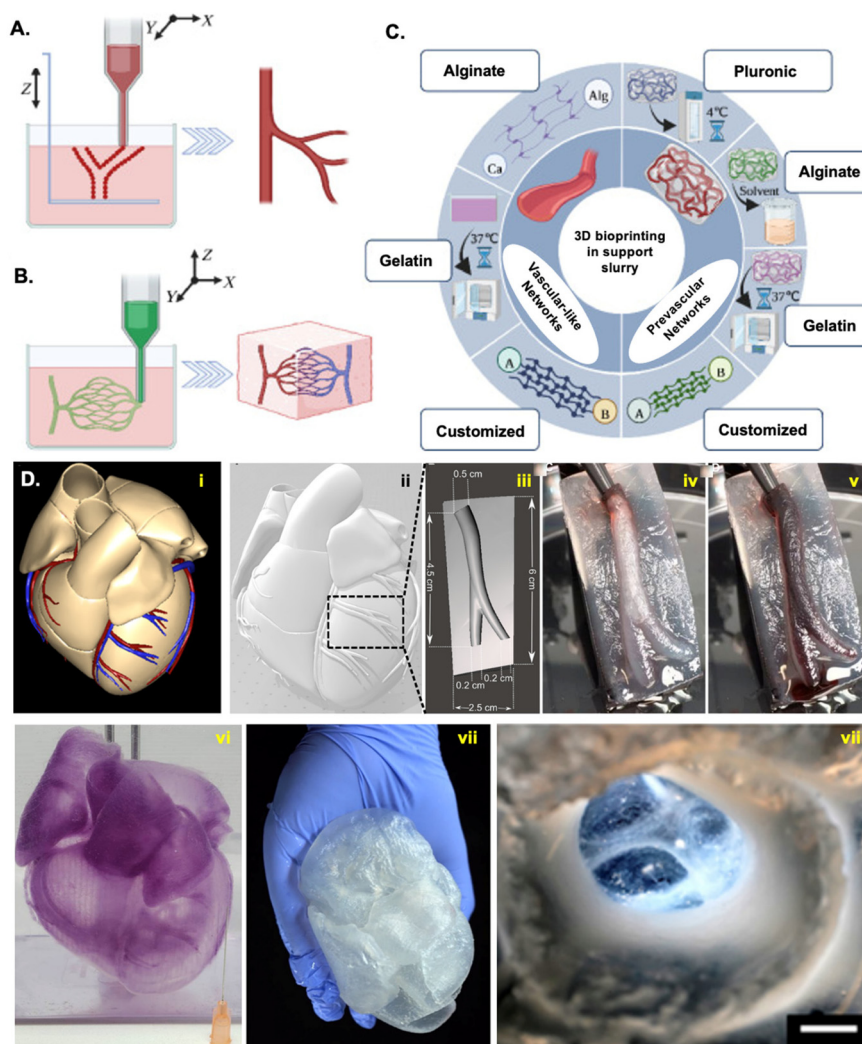 A.
Y
X
Z
B.
Z
Y
X
C.
Alginate
Pluronic
Alg
Ca
4℃
Alginate
Solvent
Gelatin
37℃
3D bioprinting
in support
slurry
Vascular-like
Networks
Prevascular
Networks
37℃
Gelatin
A
B
A
B
Customized
Customized
D.
i
ii
iii
iv
v
0.5 cm
4.5 cm
6 cm
0.2 cm
0.2 cm
2.5 cm
vi
vii
vii